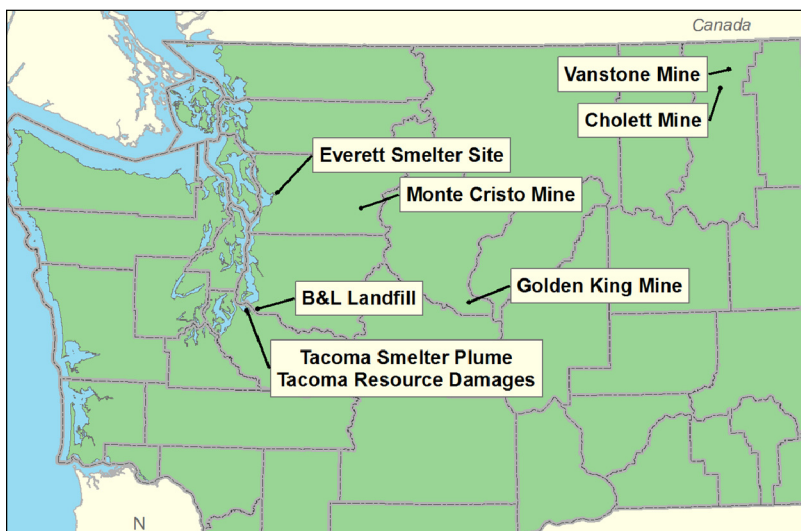 Canada
Vanstone Mine
Cholett Mine
Everett Smelter Site
Monte Cristo Mine
Golden King Mine
B&L Landfill
Tacoma Smelter Plume
Tacoma Resource Damages
N